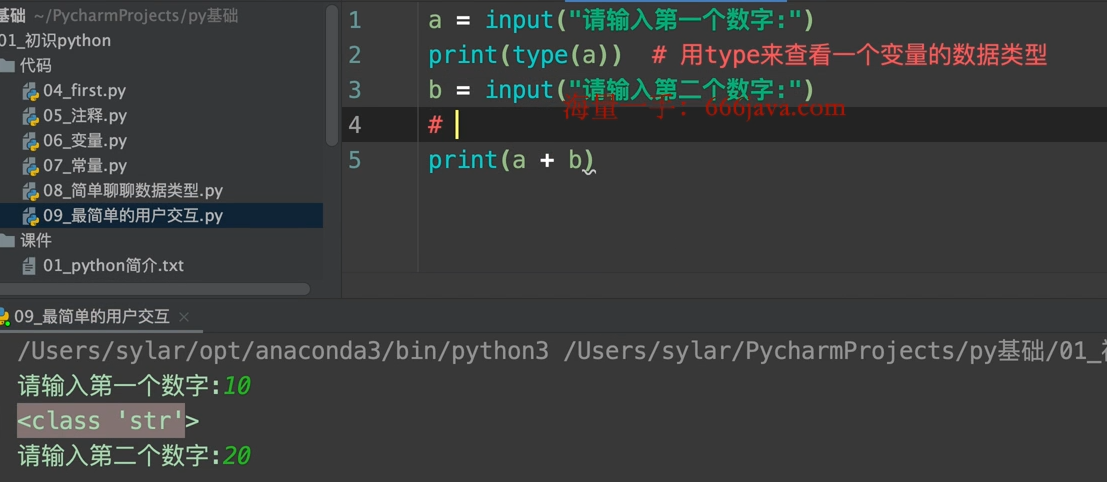 基础 ~/PycharmProjects/py基础
01_初识python
代码
04_first.py
05_注释.py
06_变量.py
07_常量.py
08_简单聊聊数据类型.py
09_最简单的用户交互.py
课件
01_python简介.txt
1 a = input("请输入第一个数字:")
2 print(type(a))  # 用type来查看一个变量的数据类型
3 b = input("请输入第二个数字:")
海量一手：666java.com
4 #
5 print(a + b)
09_最简单的用户交互 ×
/Users/sylar/opt/anaconda3/bin/python3 /Users/sylar/PycharmProjects/py基础/01_
请输入第一个数字:10
<class 'str'>
请输入第二个数字:20